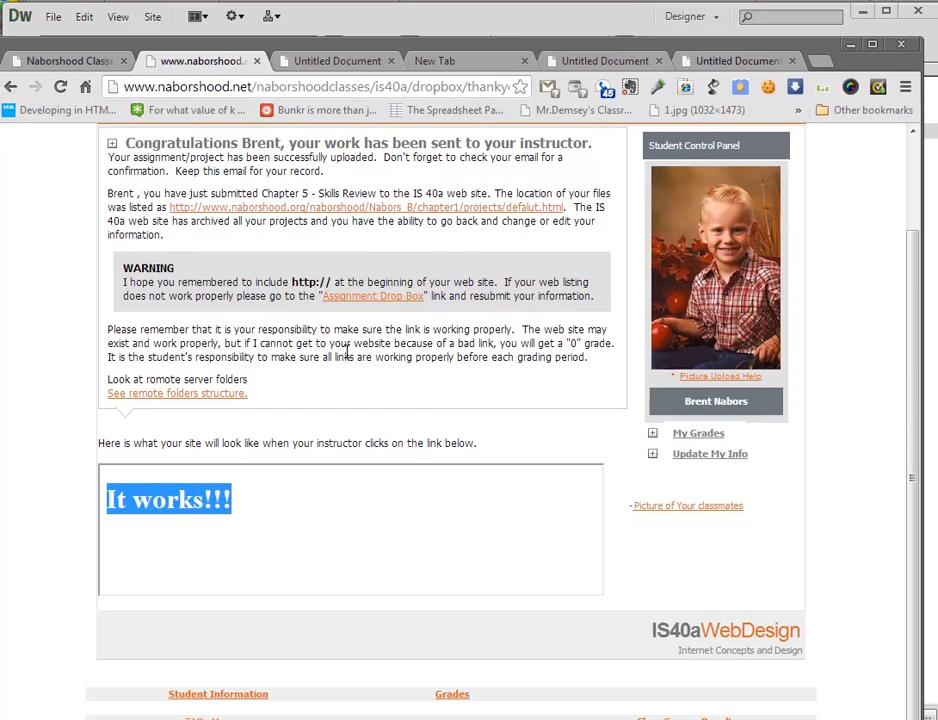 Dw File Edit View Site Designer
Naborshood Classe www.naborshood. Untitled Document New Tab Untitled Document Untitled Document
www.naborshood.net/naborshoodclasses/is40a/dropbox/thanky
Developing in HTM... For what value of k ... Bunkr is more than j... The Spreadsheet Pa... Mr.Demsey's Classr... 1.jpg (1032×1473) » Other bookmarks
Congratulations Brent, your work has been sent to your instructor.
Your assignment/project has been successfully uploaded. Don't forget to check your email for a
confirmation. Keep this email for your record.
Brent , you have just submitted Chapter 5 - Skills Review to the IS 40a web site. The location of your files
was listed as http://www.naborshood.org/naborshood/Nabors_B/chapter1/projects/defalut.html. The IS
40a web site has archived all your projects and you have the ability to go back and change or edit your
information.
WARNING
I hope you remembered to include http:// at the beginning of your web site. If your web listing
does not work properly please go to the "Assignment Drop Box" link and resubmit your information.
Please remember that it is your responsibility to make sure the link is working properly. The web site may
exist and work properly, but if I cannot get to your website because of a bad link, you will get a "0" grade.
It is the student's responsibility to make sure all links are working properly before each grading period.
Look at romote server folders
See remote folders structure.
Here is what your site will look like when your instructor clicks on the link below.
It works!!!
Student Control Panel
* Picture Upload Help
Brent Nabors
My Grades
Update My Info
-Picture of Your classmates
IS40aWebDesign
Internet Concepts and Design
Student Information Grades